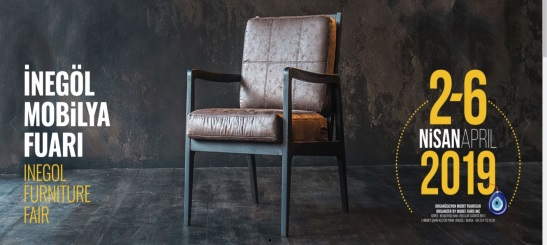 İNEGÖL
MOBİLYA
FUARI
INEGOL
FURNITURE
FAIR
2-6
NİSAN APRIL
2019